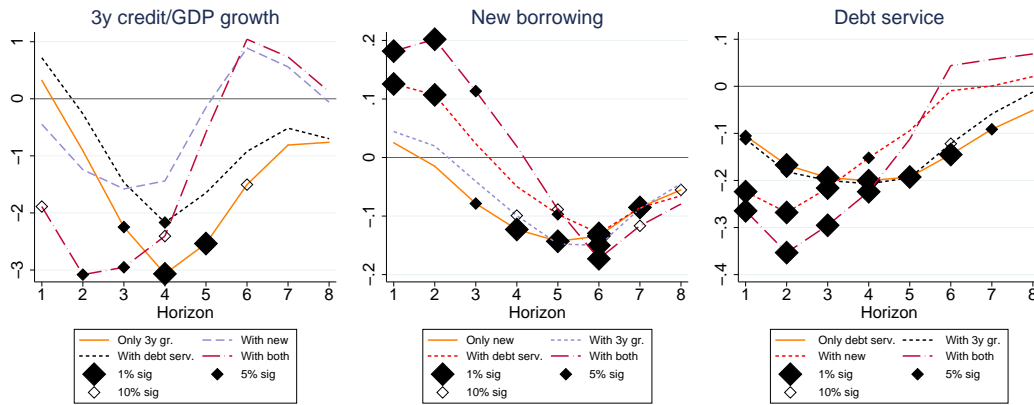 3y credit/GDP growth
1
0
-1
-2
-3
1 2 3 4 5 6 7 8
Horizon
Only 3y gr.
With new
With debt serv.
With both
1% sig
5% sig
10% sig
New borrowing
.2
.1
0
-.1
-.2
1 2 3 4 5 6 7 8
Horizon
Only new
With 3y gr.
With debt serv.
With both
1% sig
5% sig
10% sig
Debt service
.1
0
-.1
-.2
-.3
-.4
1 2 3 4 5 6 7 8
Horizon
Only debt serv.
With 3y gr.
With new
With both
1% sig
5% sig
10% sig